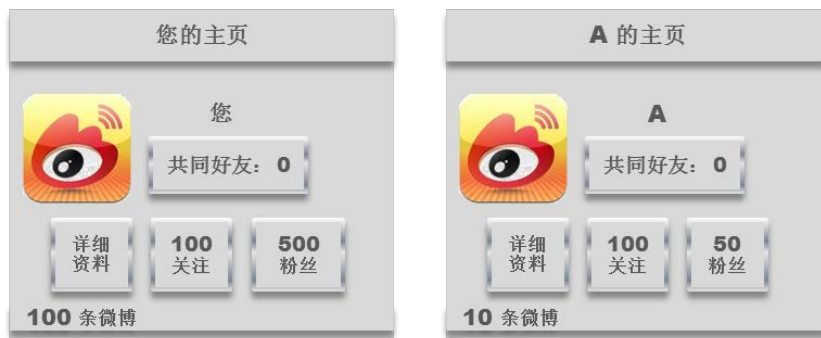 您的主页
您
共同好友：0
详细
资料
100
关注
500
粉丝
100 条微博
A 的主页
A
共同好友：0
详细
资料
100
关注
50
粉丝
10 条微博